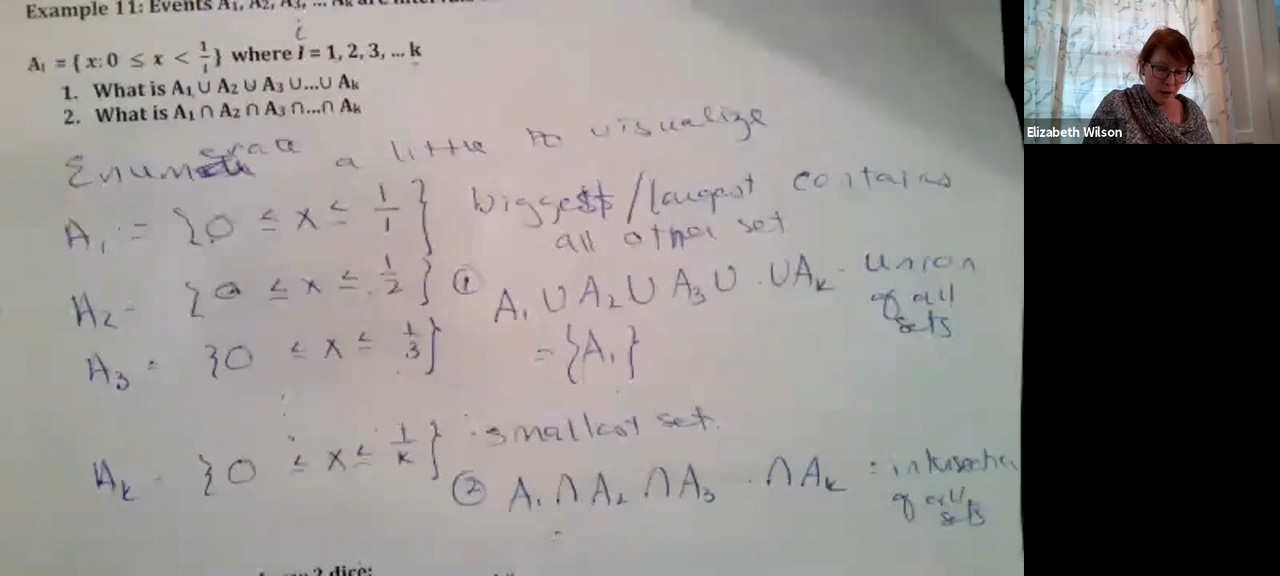 Example 11: Events A₁, A₂, A₃, ... Aₖ are interv
i
Aᵢ = { x: 0 ≤ x < 1/i } where i = 1, 2, 3, ... k
1. What is A₁ ∪ A₂ ∪ A₃ ∪...∪ Aₖ
2. What is A₁ ∩ A₂ ∩ A₃ ∩...∩ Aₖ
Elizabeth Wilson
Enumerate a little to visualize
A₁ = {0 ≤ x ≤ 1/1} biggest/largest contains
all other set
A₂ = {0 ≤ x ≤ 1/2} ① A₁ ∪ A₂ ∪ A₃ ∪ .. ∪ Aₖ - union
of all
sets
A₃ = {0 ≤ x ≤ 1/3} = {A₁}
Aₖ = {0 ≤ x ≤ 1/k} smallest set.
② A₁ ∩ A₂ ∩ A₃ .. ∩ Aₖ : intersection
of all
sets
2 dice: